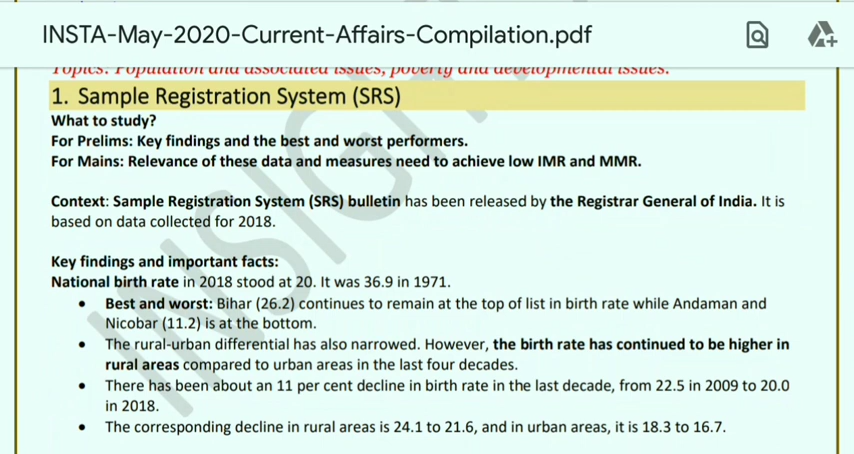 INSTA-May-2020-Current-Affairs-Compilation.pdf
Topics: Population and associated issues, poverty and developmental issues.
1. Sample Registration System (SRS)
What to study?
For Prelims: Key findings and the best and worst performers.
For Mains: Relevance of these data and measures need to achieve low IMR and MMR.
Context: Sample Registration System (SRS) bulletin has been released by the Registrar General of India. It is
based on data collected for 2018.
Key findings and important facts:
National birth rate in 2018 stood at 20. It was 36.9 in 1971.
• Best and worst: Bihar (26.2) continues to remain at the top of list in birth rate while Andaman and
Nicobar (11.2) is at the bottom.
• The rural-urban differential has also narrowed. However, the birth rate has continued to be higher in
rural areas compared to urban areas in the last four decades.
• There has been about an 11 per cent decline in birth rate in the last decade, from 22.5 in 2009 to 20.0
in 2018.
• The corresponding decline in rural areas is 24.1 to 21.6, and in urban areas, it is 18.3 to 16.7.